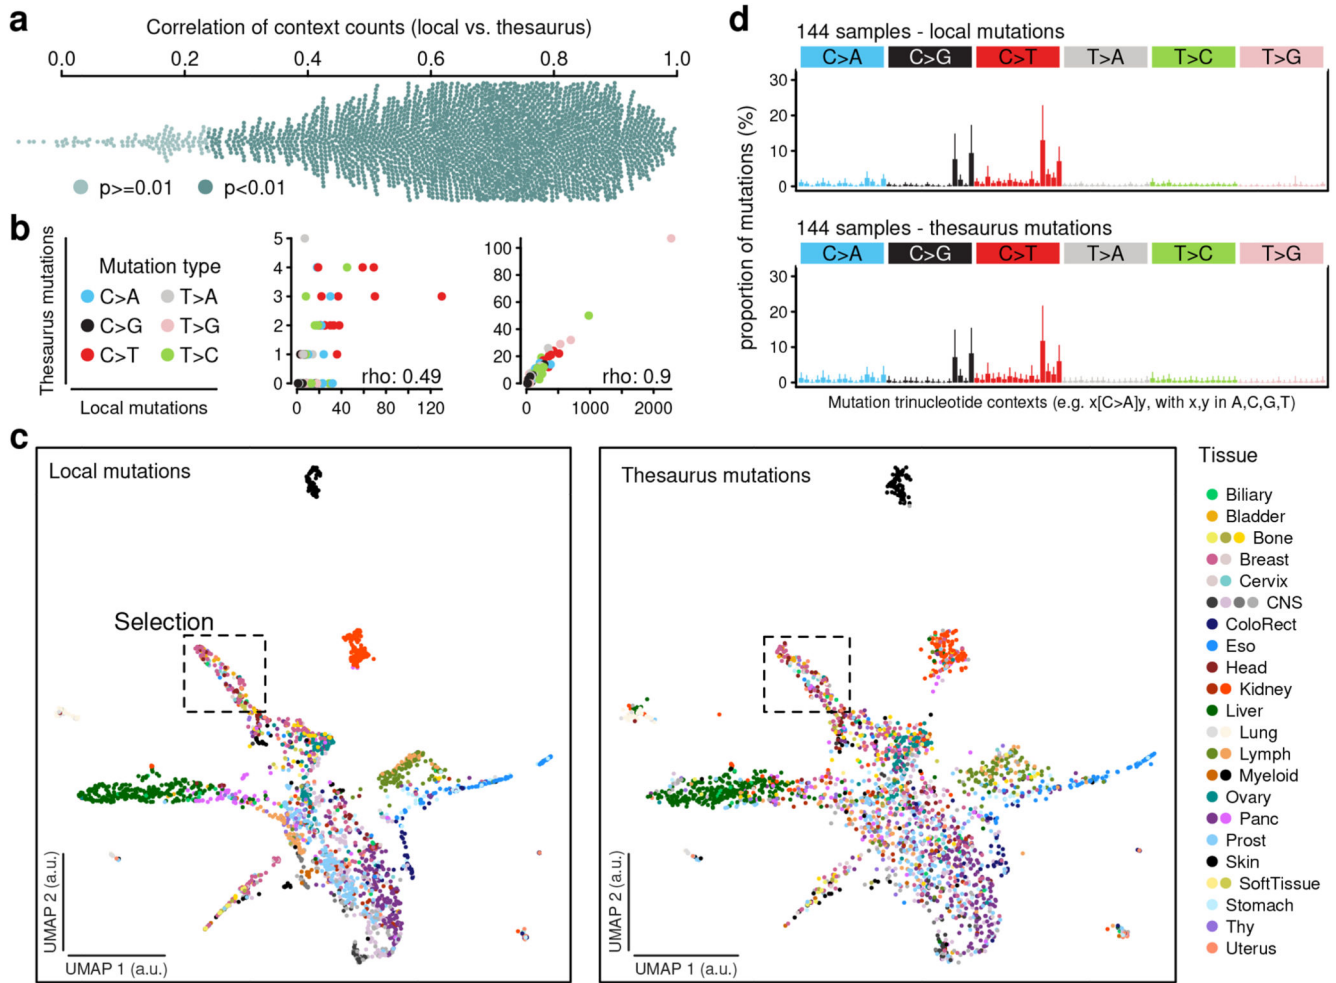 a
Correlation of context counts (local vs. thesaurus)
0.0 0.2 0.4 0.6 0.8 1.0
p>=0.01 p<0.01
b
Thesaurus mutations
Mutation type
C>A T>A
C>G T>G
C>T T>C
Local mutations
5
4
3
2
1
0
rho: 0.49
0 40 80 120
100
80
60
40
20
0
rho: 0.9
0 1000 2000
c
Local mutations
Selection
UMAP 2 (a.u.)
UMAP 1 (a.u.)
Thesaurus mutations
UMAP 2 (a.u.)
UMAP 1 (a.u.)
Tissue
Biliary
Bladder
Bone
Breast
Cervix
CNS
ColoRect
Eso
Head
Kidney
Liver
Lung
Lymph
Myeloid
Ovary
Panc
Prost
Skin
SoftTissue
Stomach
Thy
Uterus
d
144 samples - local mutations
C>A C>G C>T T>A T>C T>G
30
20
10
0
proportion of mutations (%)
144 samples - thesaurus mutations
C>A C>G C>T T>A T>C T>G
30
20
10
0
Mutation trinucleotide contexts (e.g. x[C>A]y, with x,y in A,C,G,T)